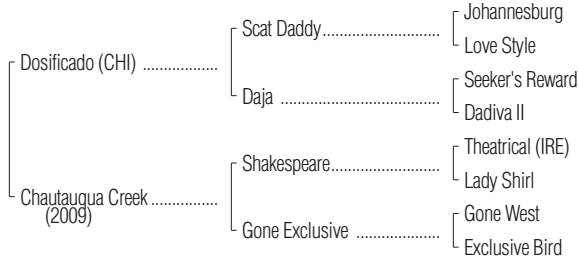 Johannesburg
Scat Daddy
Love Style
Dosificado (CHI)
Seeker's Reward
Daja
Dadiva II
Theatrical (IRE)
Shakespeare
Lady Shirl
Chautauqua Creek
(2009)
Gone West
Gone Exclusive
Exclusive Bird